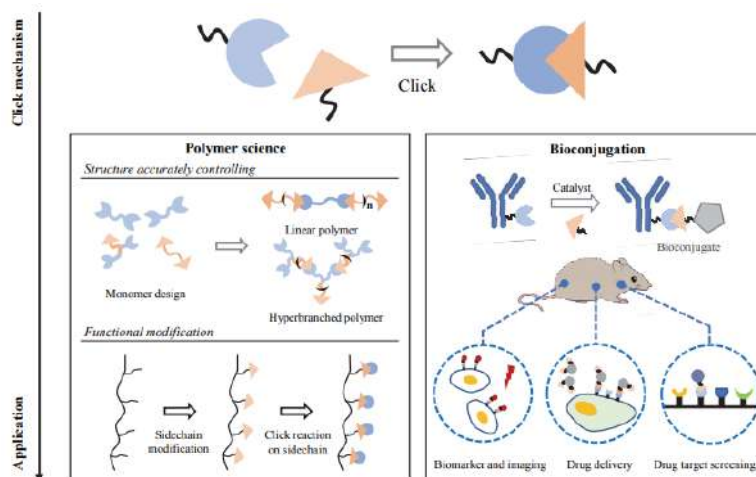 Click mechanism
Click
Polymer science
Structure accurately controlling
n
Linear polymer
Monomer design
Hyperbranched polymer
Functional modification
Sidechain
modification
Click reaction
on sidechain
Bioconjugation
Catalyst
Bioconjugate
Biomarker and imaging
Drug delivery
Drug target screening
Application